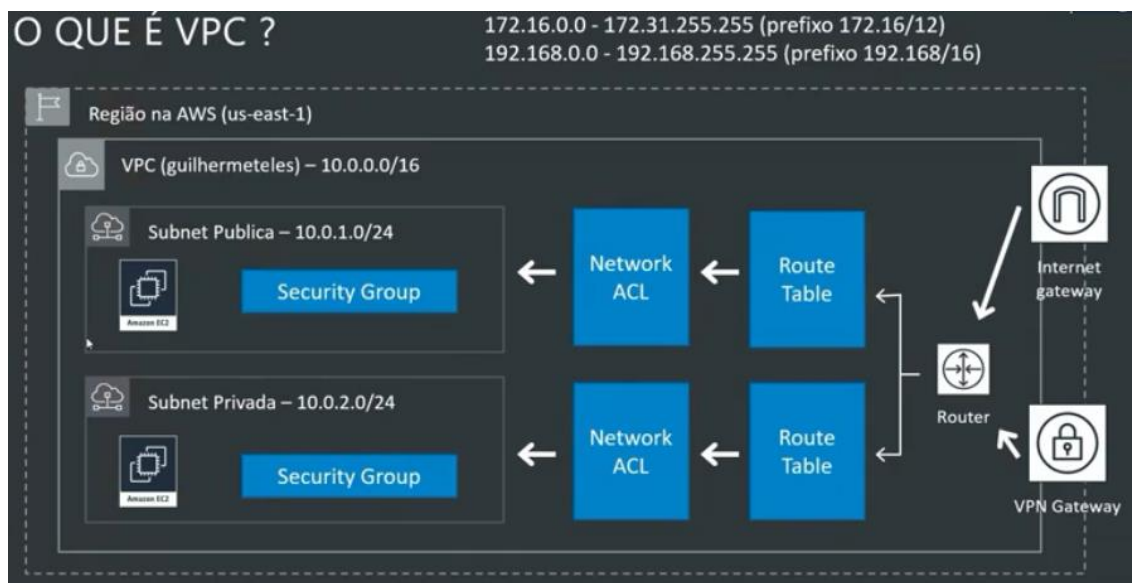 O QUE É VPC ?
172.16.0.0 - 172.31.255.255 (prefixo 172.16/12)
192.168.0.0 - 192.168.255.255 (prefixo 192.168/16)
Região na AWS (us-east-1)
VPC (guilhermeteles) – 10.0.0.0/16
Subnet Publica – 10.0.1.0/24
Amazon EC2
Security Group
Network
ACL
Route
Table
Internet
gateway
Subnet Privada – 10.0.2.0/24
Amazon EC2
Security Group
Network
ACL
Route
Table
Router
VPN Gateway